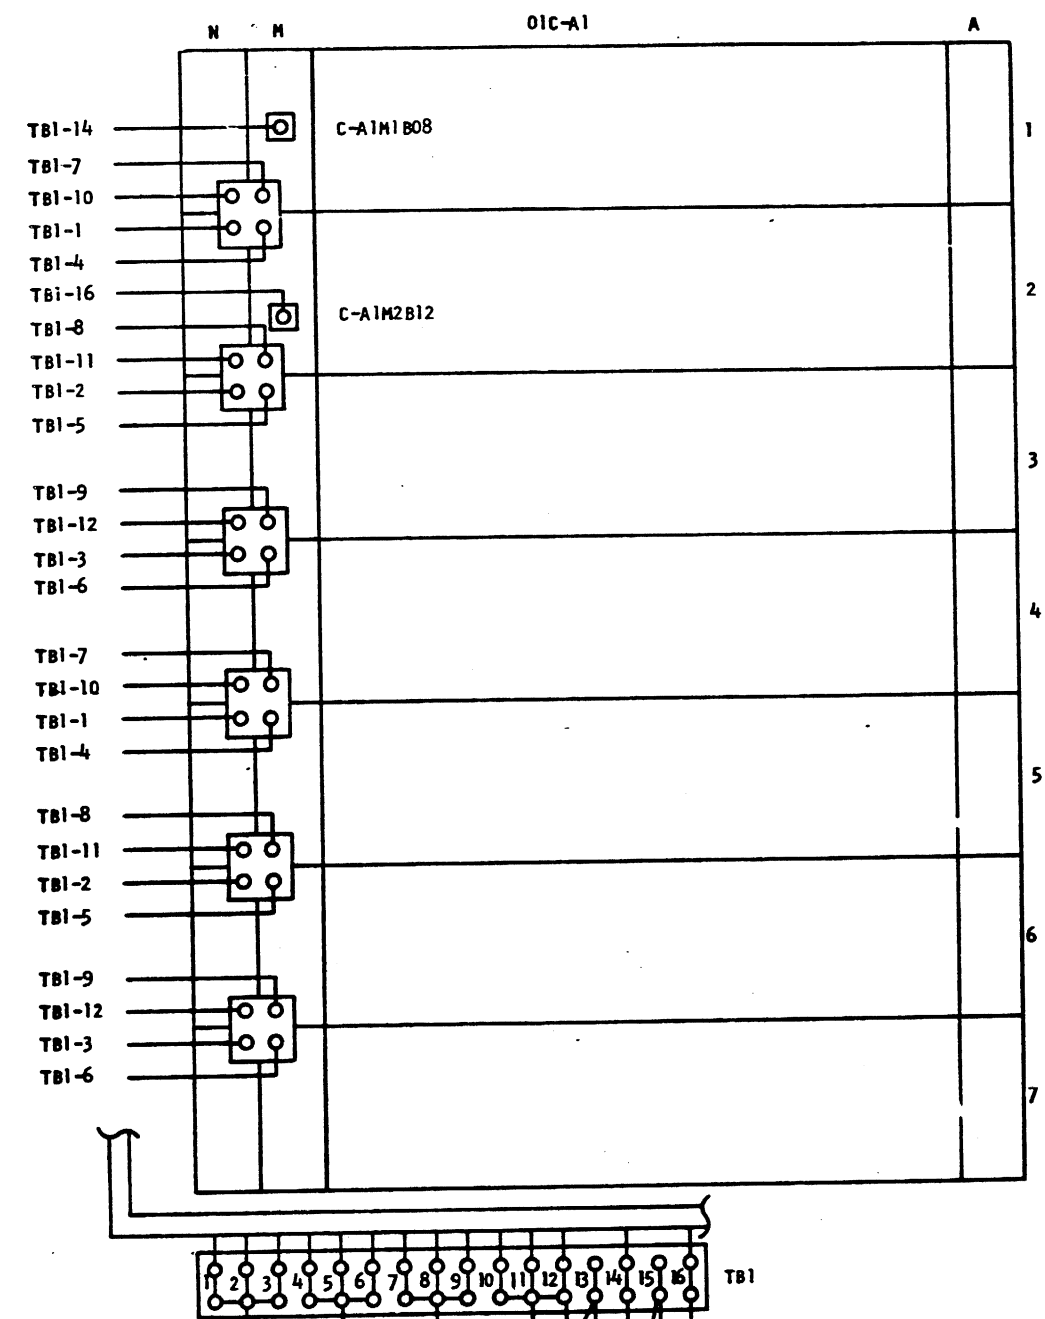 N M 01C-A1 A
TB1-14 C-A1M1B08 1
TB1-7
TB1-10
TB1-1
TB1-4
TB1-16 2
TB1-8 C-A1M2B12
TB1-11
TB1-2
TB1-5
3
TB1-9
TB1-12
TB1-3
TB1-6
4
TB1-7
TB1-10
TB1-1
TB1-4
5
TB1-8
TB1-11
TB1-2
TB1-5
6
TB1-9
TB1-12
TB1-3
TB1-6
7
1 2 3 4 5 6 7 8 9 10 11 12 13 14 15 16 TB1